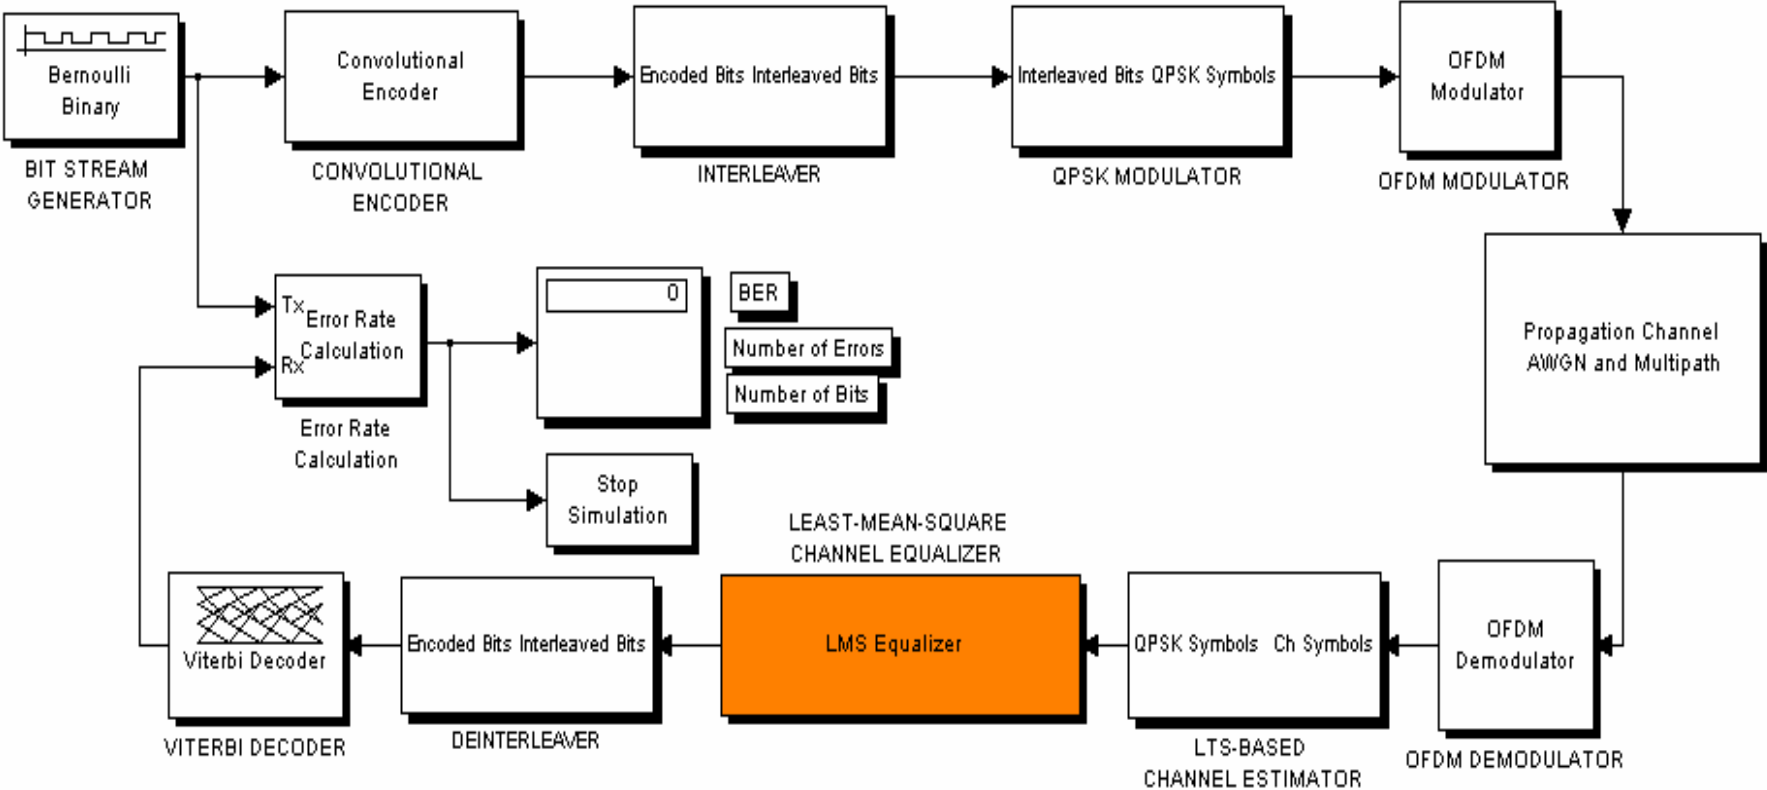 Bernoulli
Binary
BIT STREAM
GENERATOR
Convolutional
Encoder
CONVOLUTIONAL
ENCODER
Encoded Bits Interleaved Bits
INTERLEAVER
Interleaved Bits QPSK Symbols
QPSK MODULATOR
OFDM
Modulator
OFDM MODULATOR
Propagation Channel
AWGN and Multipath
Tx
Rx
Error Rate
Calculation
Error Rate
Calculation
0
BER
Number of Errors
Number of Bits
Stop
Simulation
LEAST-MEAN-SQUARE
CHANNEL EQUALIZER
LMS Equalizer
Viterbi Decoder
VITERBI DECODER
Encoded Bits Interleaved Bits
DEINTERLEAVER
QPSK Symbols Ch Symbols
LTS-BASED
CHANNEL ESTIMATOR
OFDM
Demodulator
OFDM DEMODULATOR